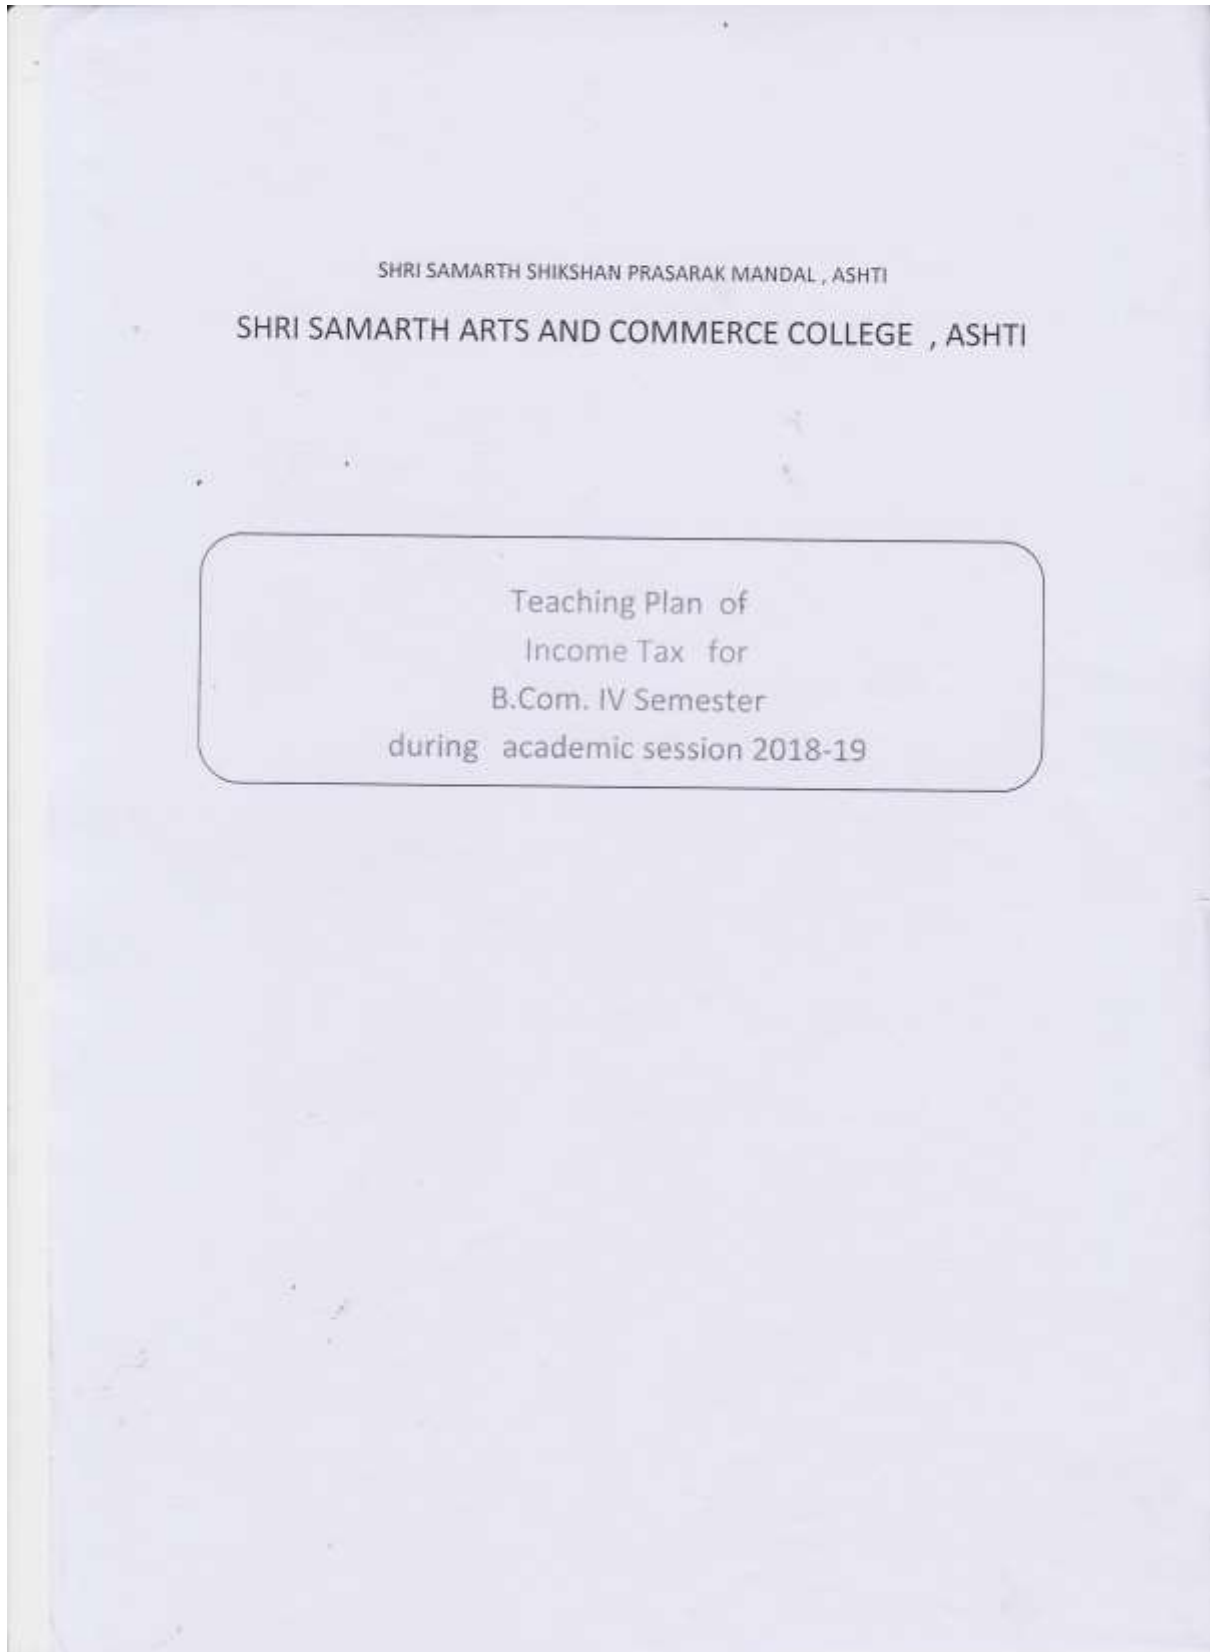 SHRI SAMARTH SHIKSHAN PRASARAK MANDAL , ASHTI
SHRI SAMARTH ARTS AND COMMERCE COLLEGE , ASHTI
Teaching Plan of
Income Tax for
B.Com. IV Semester
during academic session 2018-19